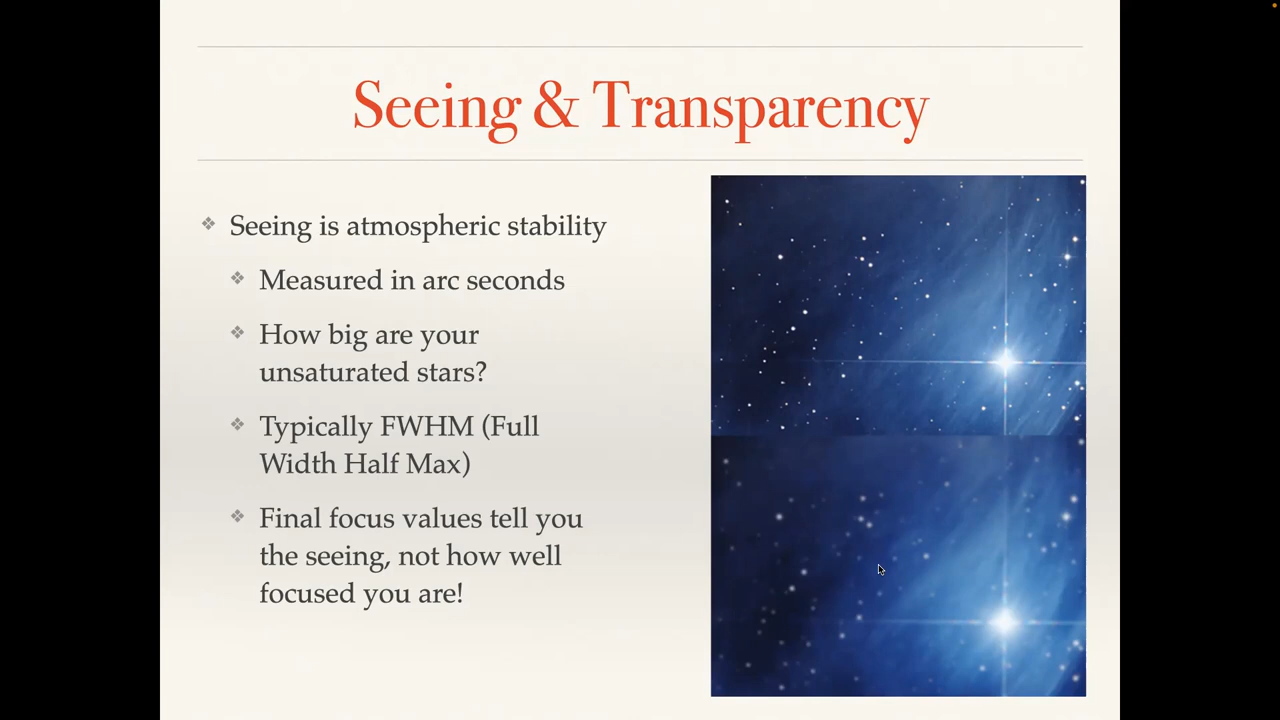 Seeing & Transparency
Seeing is atmospheric stability
Measured in arc seconds
How big are your
unsaturated stars?
Typically FWHM (Full
Width Half Max)
Final focus values tell you
the seeing, not how well
focused you are!